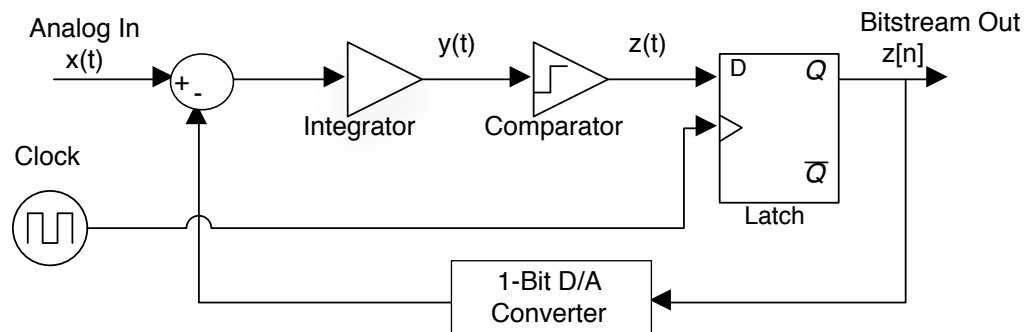 Analog In
x(t)
+
-
Integrator
y(t)
Comparator
z(t)
D
Q
Q̅
Latch
Bitstream Out
z[n]
Clock
1-Bit D/A
Converter